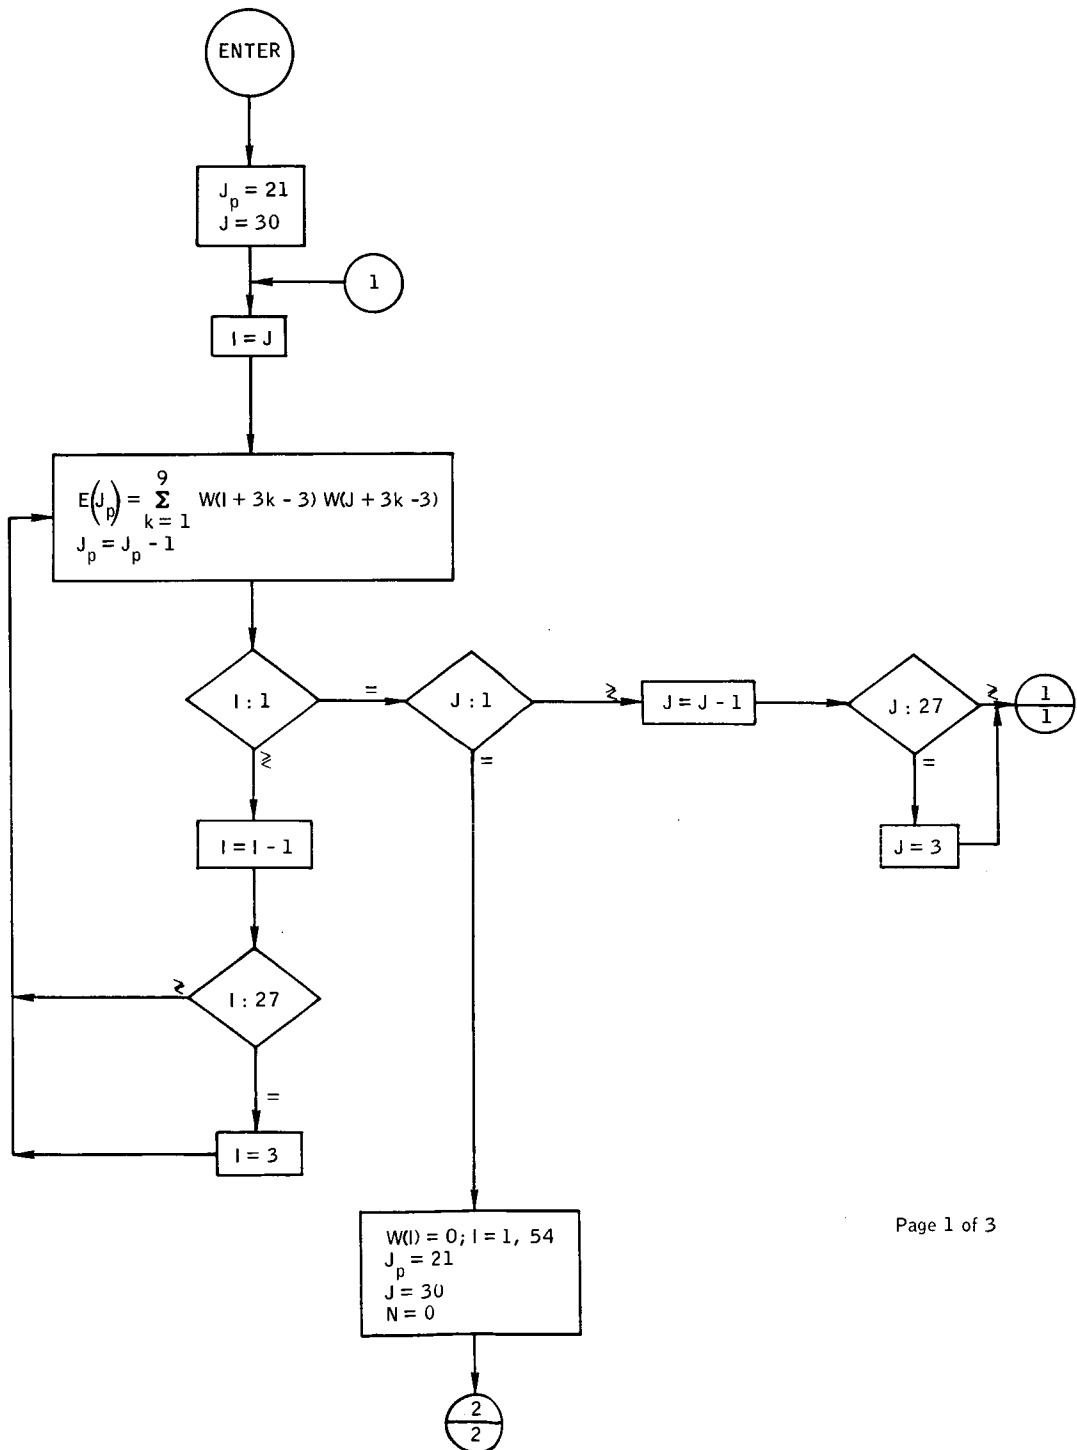 ENTER
J_p = 21
J = 30
1
I = J
E(J_p) = Σ_{k = 1}^{9} W(I + 3k - 3) W(J + 3k -3)
J_p = J_p - 1
I : 1
=
≷
J : 1
≷
=
J = J - 1
J : 27
≷
=
1
1
I = I - 1
J = 3
I : 27
≷
=
I = 3
W(I) = 0; I = 1, 54
J_p = 21
J = 30
N = 0
Page 1 of 3
2
2